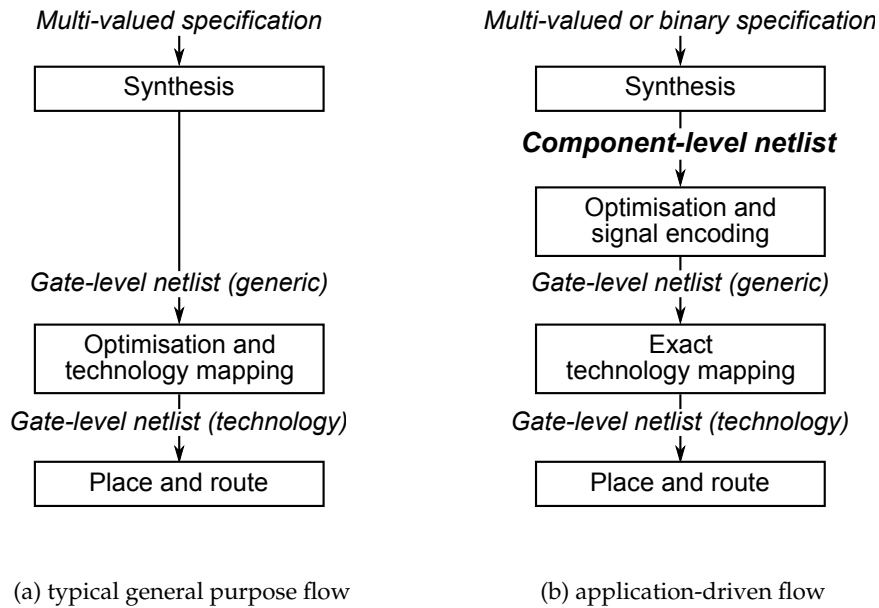 Multi-valued specification
Synthesis
Gate-level netlist (generic)
Optimisation and
technology mapping
Gate-level netlist (technology)
Place and route
(a) typical general purpose flow
Multi-valued or binary specification
Synthesis
Component-level netlist
Optimisation and
signal encoding
Gate-level netlist (generic)
Exact
technology mapping
Gate-level netlist (technology)
Place and route
(b) application-driven flow